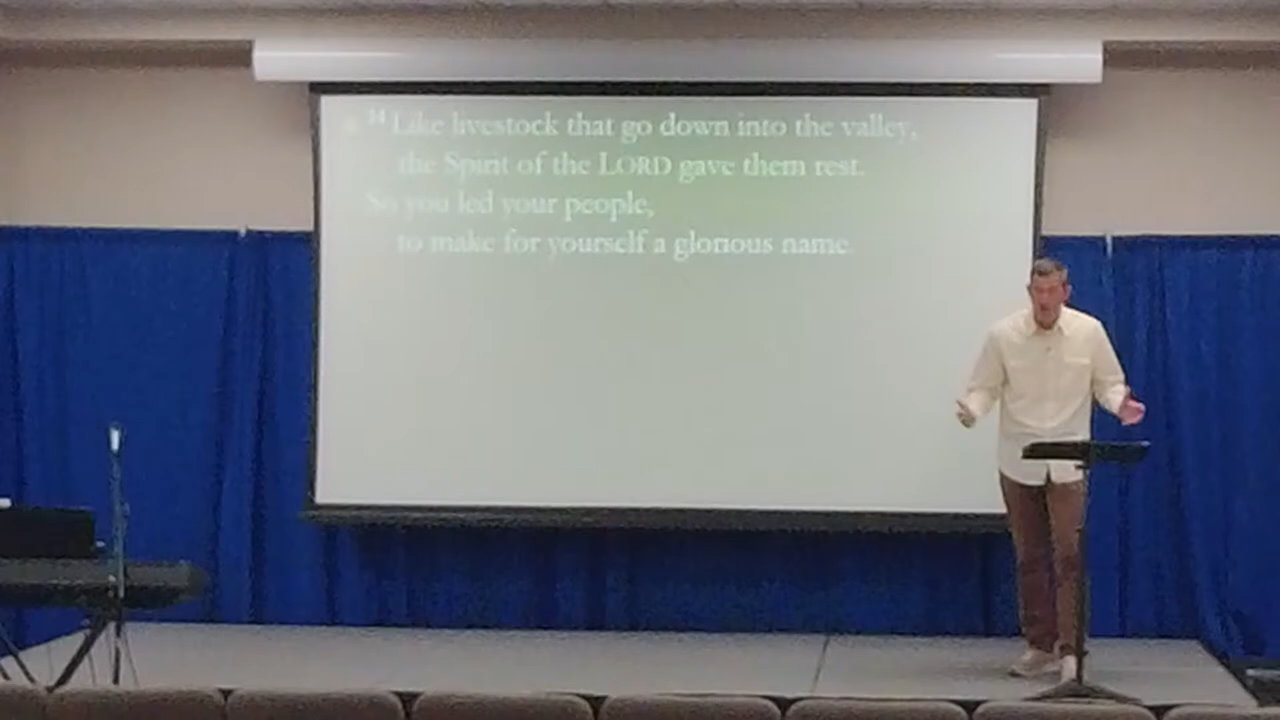 14 Like livestock that go down into the valley,
the Spirit of the LORD gave them rest.
So you led your people,
to make for yourself a glorious name.